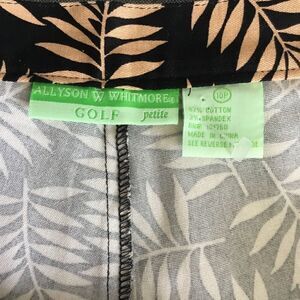 ALLYSON W WHITMORE
GOLF petite
10P
97% COTTON
3% SPANDEX
MADE IN CHINA
SEE REVERSE